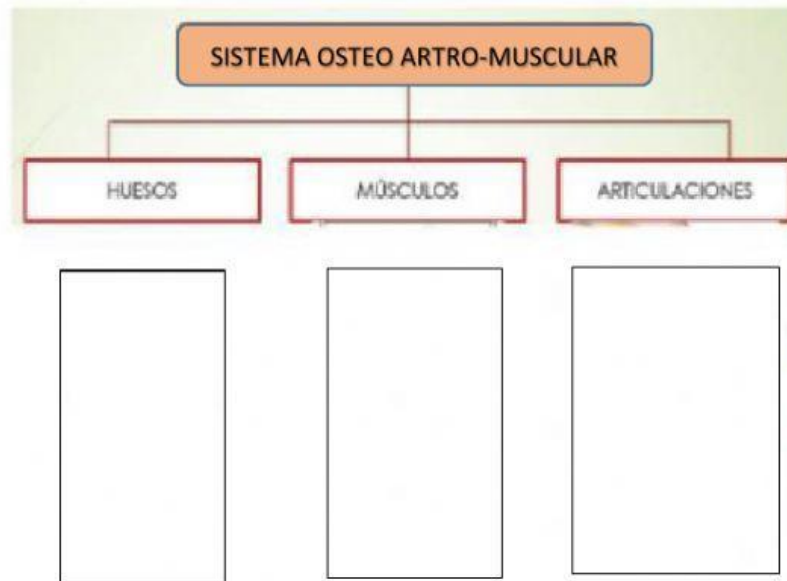 SISTEMA OSTEO ARTRO-MUSCULAR
HUESOS
MÚSCULOS
ARTICULACIONES